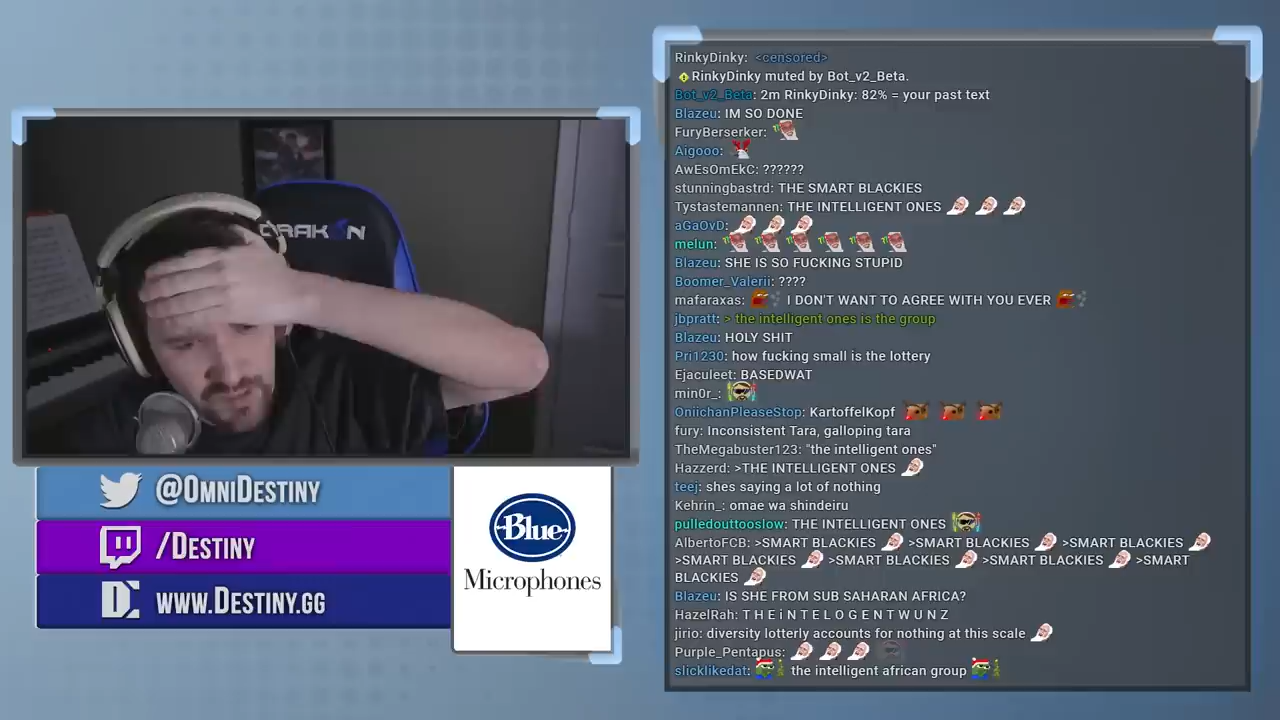 RinkyDinky: <censored>
RinkyDinky muted by Bot_v2_Beta.
Bot_v2_Beta: 2m RinkyDinky: 82% = your past text
Blazeu: IM SO DONE
FuryBerserker:
Aigooo:
AwEsOmEkC: ??????
stunningbastrd: THE SMART BLACKIES
Tystastemannen: THE INTELLIGENT ONES
aGaOvD:
melun:
Blazeu: SHE IS SO FUCKING STUPID
Boomer_Valerii: ????
mafaraxas: I DON'T WANT TO AGREE WITH YOU EVER
jbpratt: > the intelligent ones is the group
Blazeu: HOLY SHIT
Pri1230: how fucking small is the lottery
Ejaculeet: BASEDWAT
min0r_:
OniichanPleaseStop: KartoffelKopf
fury: Inconsistent Tara, galloping tara
TheMegabuster123: "the intelligent ones"
Hazzerd: >THE INTELLIGENT ONES
teej: shes saying a lot of nothing
Kehrin_: omae wa shindeiru
pulledouttooslow: THE INTELLIGENT ONES
AlbertoFCB: >SMART BLACKIES >SMART BLACKIES >SMART BLACKIES
>SMART BLACKIES >SMART BLACKIES >SMART BLACKIES >SMART
BLACKIES
Blazeu: IS SHE FROM SUB SAHARAN AFRICA?
HazelRah: T H E i N T E L O G E N T W U N Z
jirio: diversity lotterly accounts for nothing at this scale
Purple_Pentapus:
slicklikedat: the intelligent african group
DRAKON
@OmniDestiny
/Destiny
www.Destiny.gg
Blue
Microphones